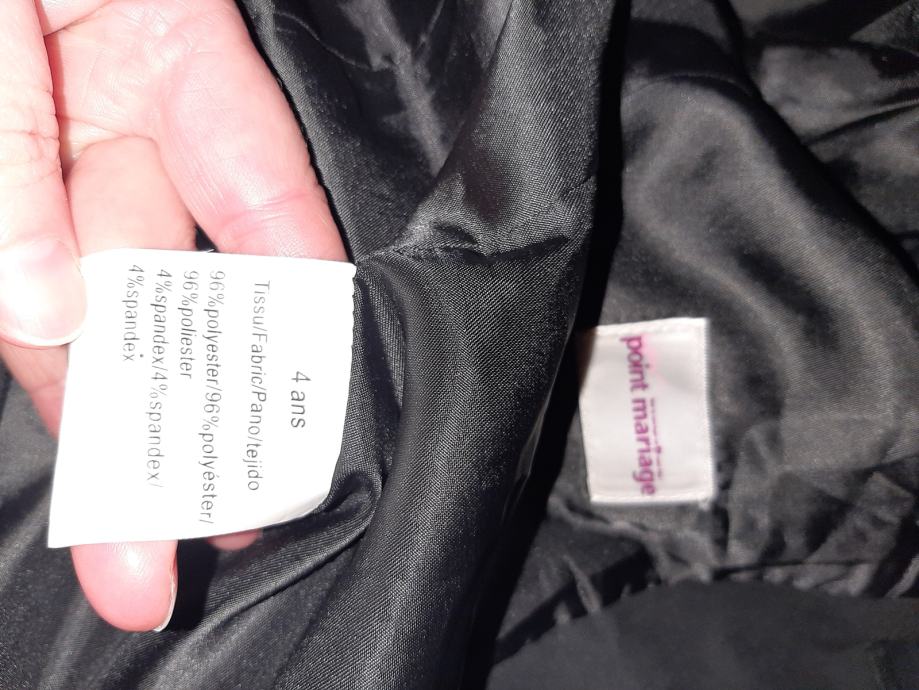 4 ans
Tissu/Fabric/Pano/tejido
96%polyester/96%polyéster/
96%poliester
4%spandex/4%spandex/
4%spandex
point mariage